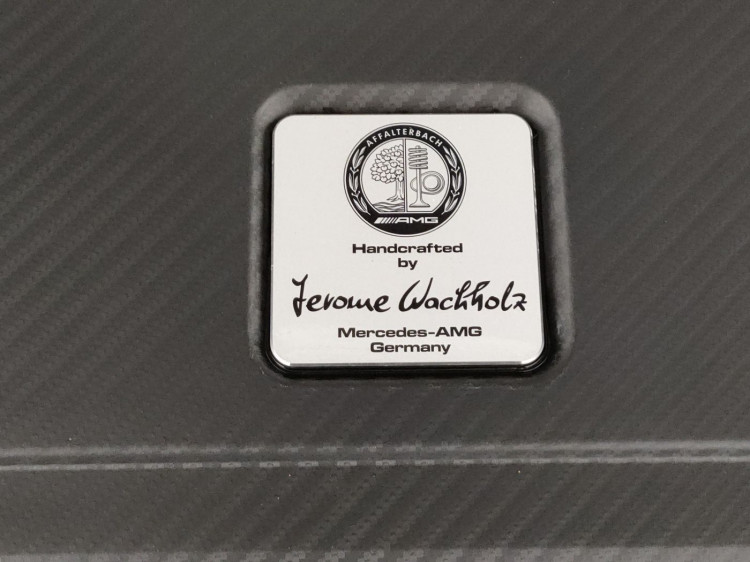 AFFALTERBACH
AMG
Handcrafted
by
Jerome Wachholz
Mercedes-AMG
Germany